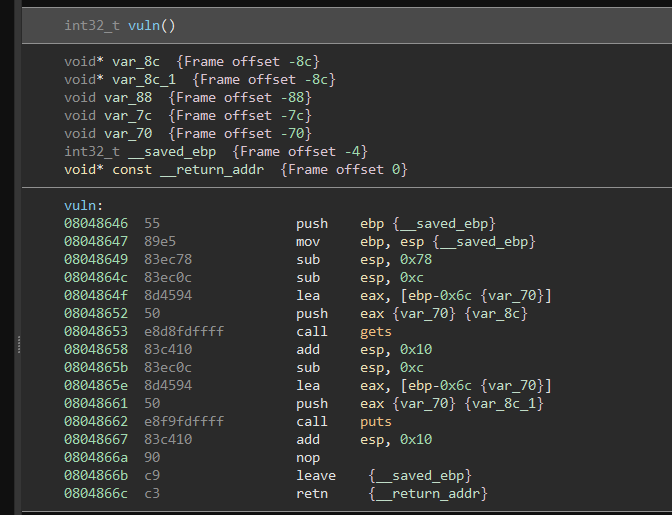 int32_t vuln()
void* var_8c  {Frame offset -8c}
void* var_8c_1  {Frame offset -8c}
void var_88  {Frame offset -88}
void var_7c  {Frame offset -7c}
void var_70  {Frame offset -70}
int32_t __saved_ebp  {Frame offset -4}
void* const __return_addr  {Frame offset 0}
vuln:
08048646  55                 push    ebp {__saved_ebp}
08048647  89e5               mov     ebp, esp {__saved_ebp}
08048649  83ec78             sub     esp, 0x78
0804864c  83ec0c             sub     esp, 0xc
0804864f  8d4594             lea     eax, [ebp-0x6c {var_70}]
08048652  50                 push    eax {var_70} {var_8c}
08048653  e8d8fdffff         call    gets
08048658  83c410             add     esp, 0x10
0804865b  83ec0c             sub     esp, 0xc
0804865e  8d4594             lea     eax, [ebp-0x6c {var_70}]
08048661  50                 push    eax {var_70} {var_8c_1}
08048662  e8f9fdffff         call    puts
08048667  83c410             add     esp, 0x10
0804866a  90                 nop
0804866b  c9                 leave    {__saved_ebp}
0804866c  c3                 retn     {__return_addr}